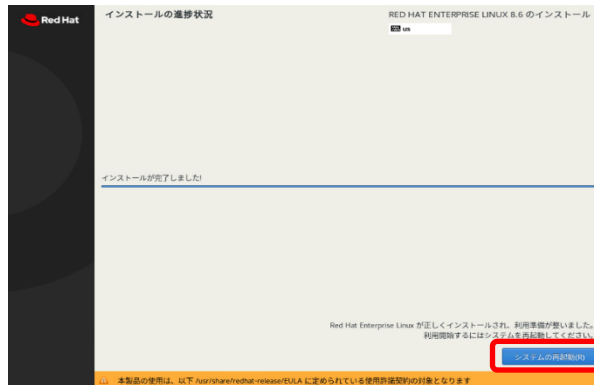 Red Hat
インストールの進捗状況
RED HAT ENTERPRISE LINUX 8.6 のインストール
us
インストールが完了しました!
Red Hat Enterprise Linux が正しくインストールされ、利用準備が整いました。
利用開始するにはシステムを再起動してください。
システムの再起動(R)
本製品の使用は、以下 /usr/share/redhat-release/EULA に定められている使用許諾契約の対象となります